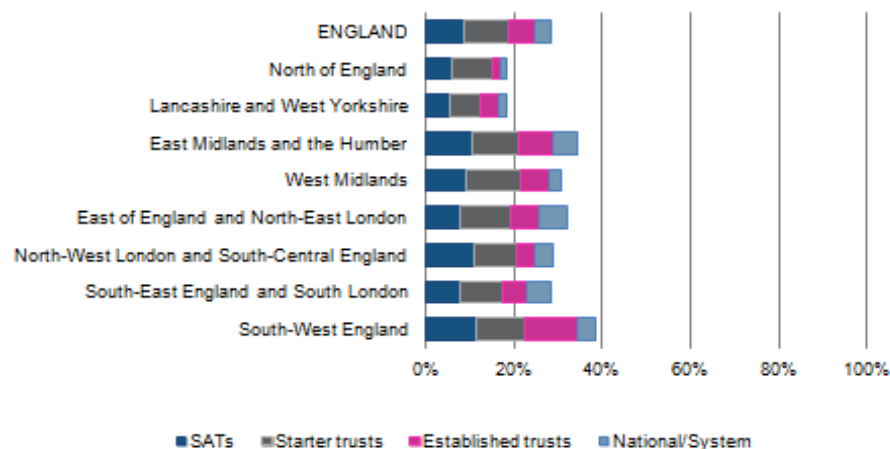 ENGLAND
North of England
Lancashire and West Yorkshire
East Midlands and the Humber
West Midlands
East of England and North-East London
North-West London and South-Central England
South-East England and South London
South-West England
0% 20% 40% 60% 80% 100%
SATs Starter trusts Established trusts National/System